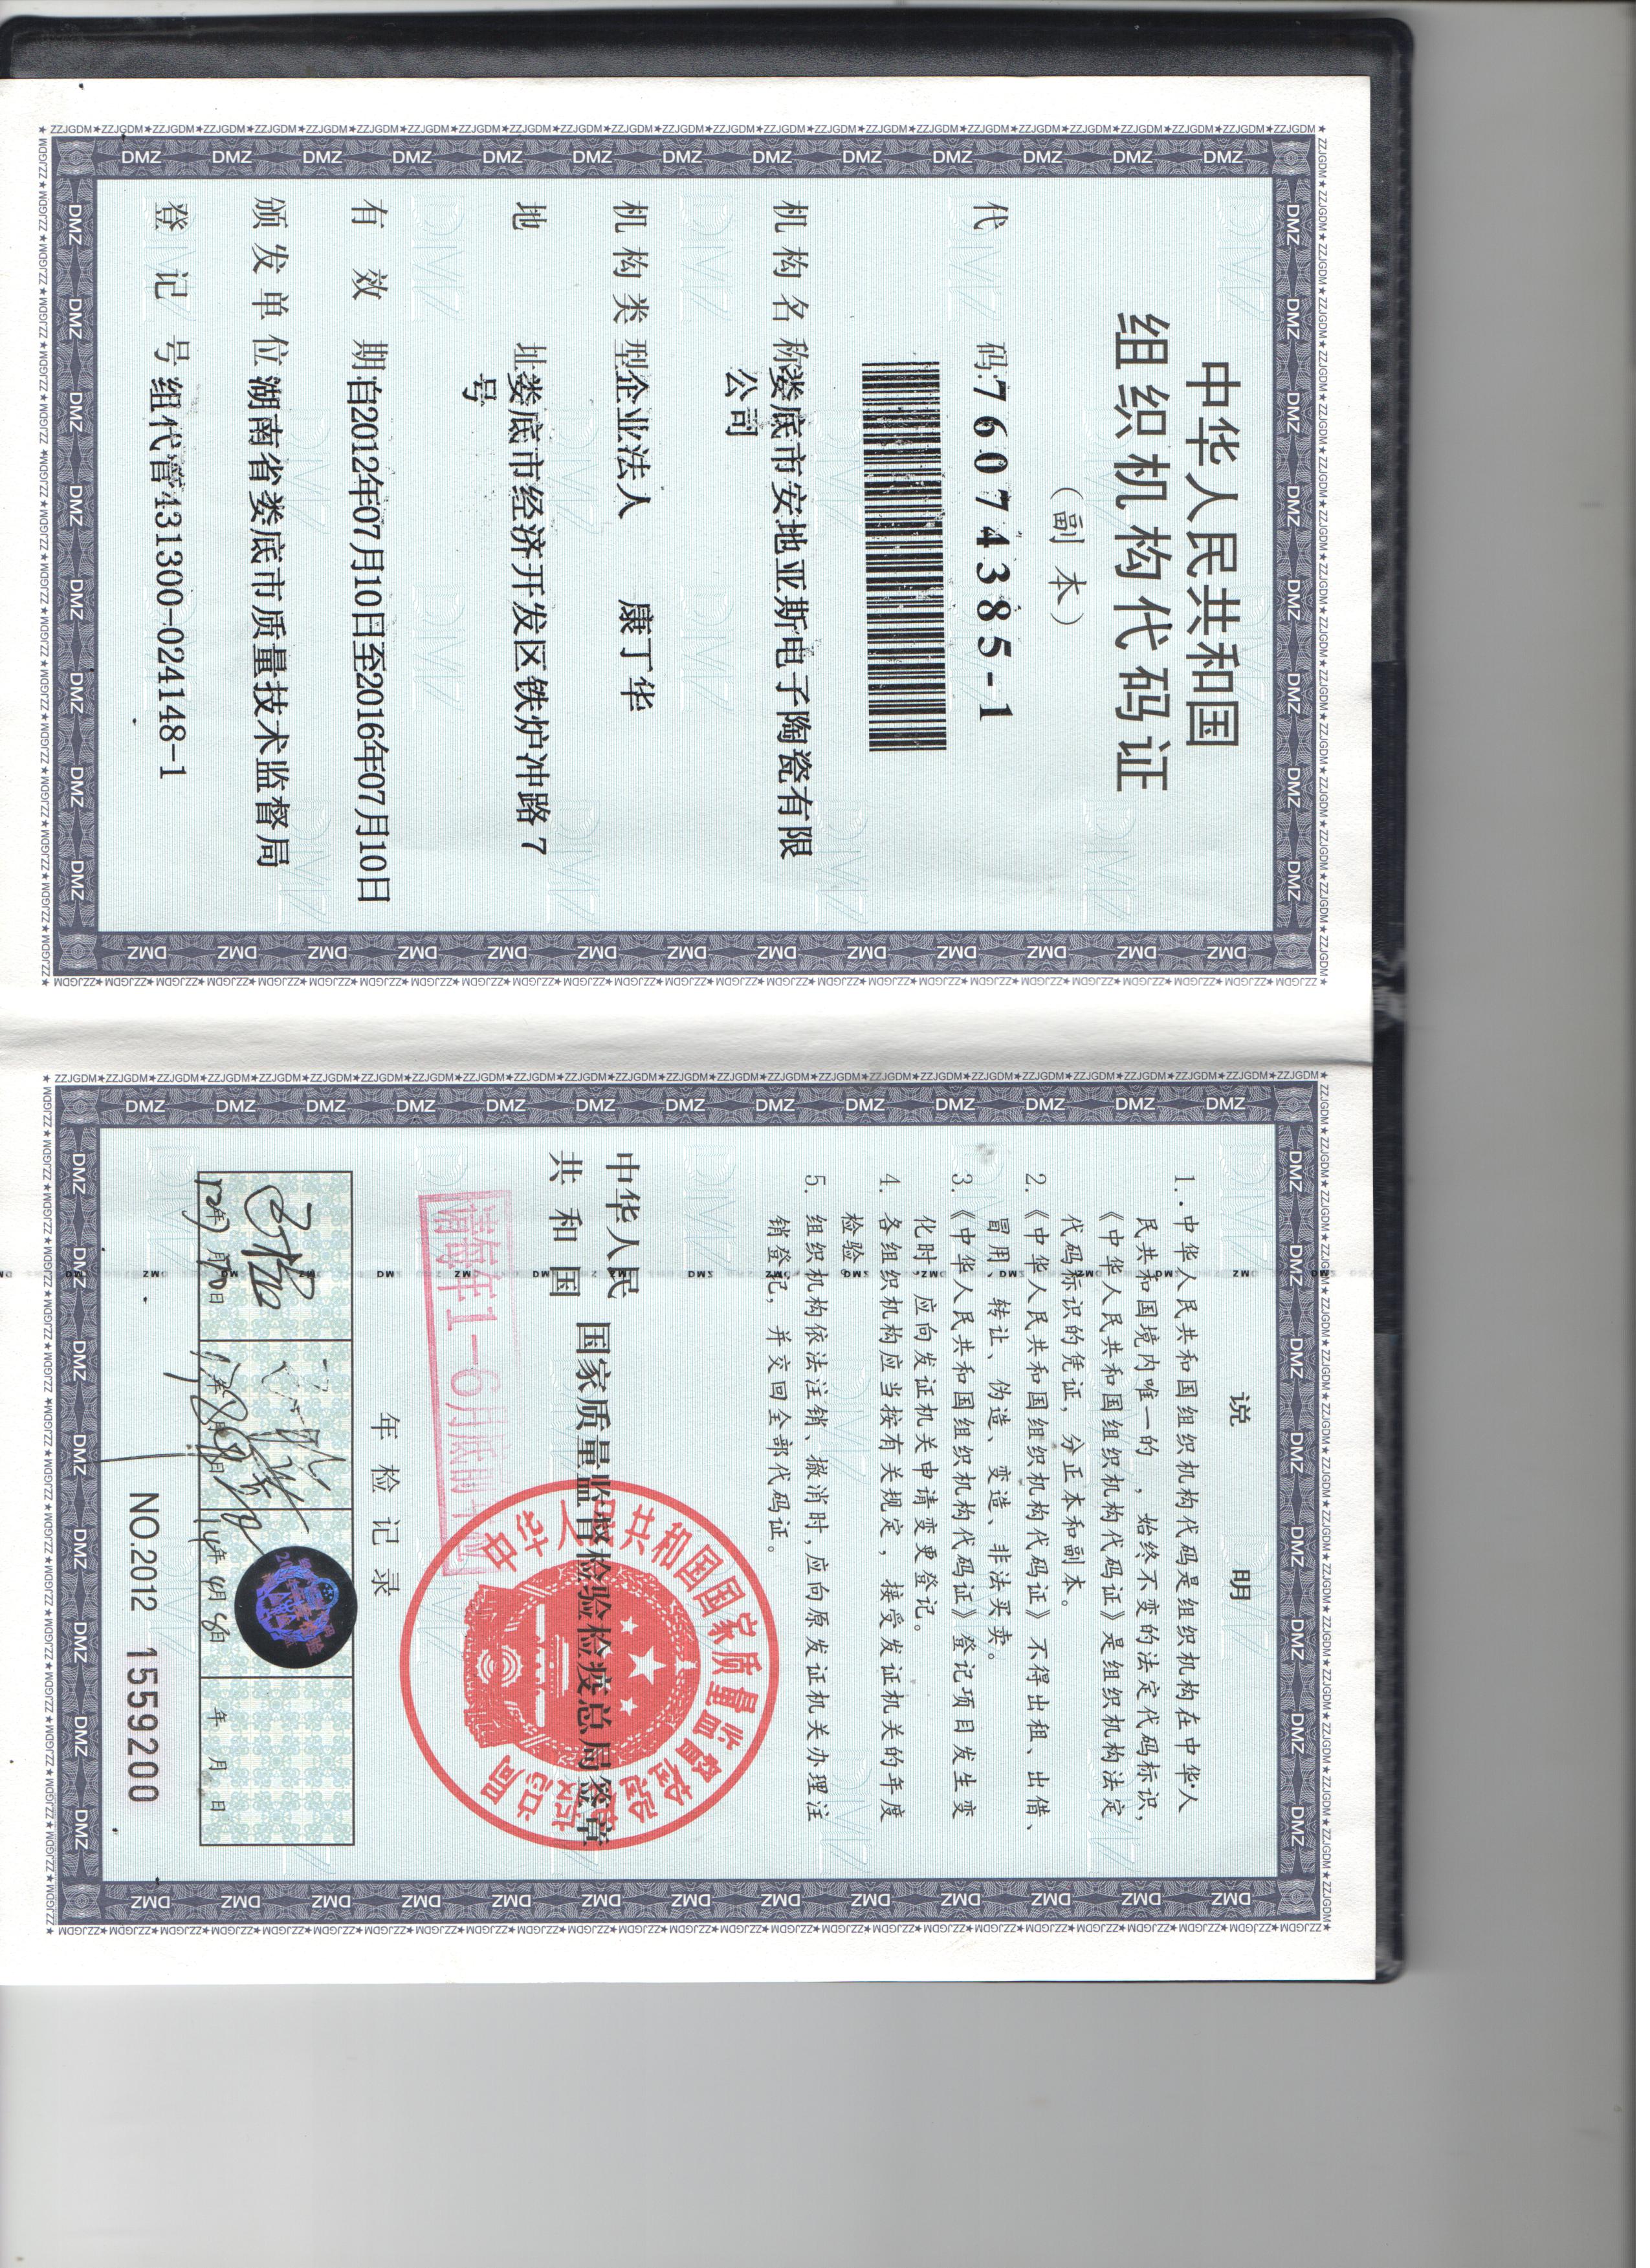 中华人民共和国
组织机构代码证
（副本）
代 码:76074385-1
机构名称娄底市安地亚斯电子陶瓷有限
公司
机构类型企业法人 康丁华
地 址娄底市经济开发区铁炉冲路7
号
有 效 期自2012年07月10日至2016年07月10日
颁发单位湖南省娄底市质量技术监督局
登 记 号组代管431300-024148-1
说 明
1.·中华人民共和国组织机构代码是组织机构在中华人
民共和国境内唯一的、始终不变的法定代码标识，
《中华人民共和国组织机构代码证》是组织机构法定
代码标识的凭证，分正本和副本。
2.《中华人民共和国组织机构代码证》不得出租、出借、
冒用、转让、伪造、变造、非法买卖。
3.《中华人民共和国组织机构代码证》登记项目发生变
化时，应向发证机关申请变更登记。
4. 各组织机构应当按有关规定，接受发证机关的年度
检验。
5. 组织机构依法注销、撤消时，应向原发证机关办理注
销登记，并交回全部代码证。
中华人民
共和国 国家质量监督检验检疫总局签章
中华人民共和国国家质量监督检验检疫总局
请每年1-6月底前年检
年 检 记 录
12年7月10日
14年4月8日
年 月 日
NO.2012 1559200